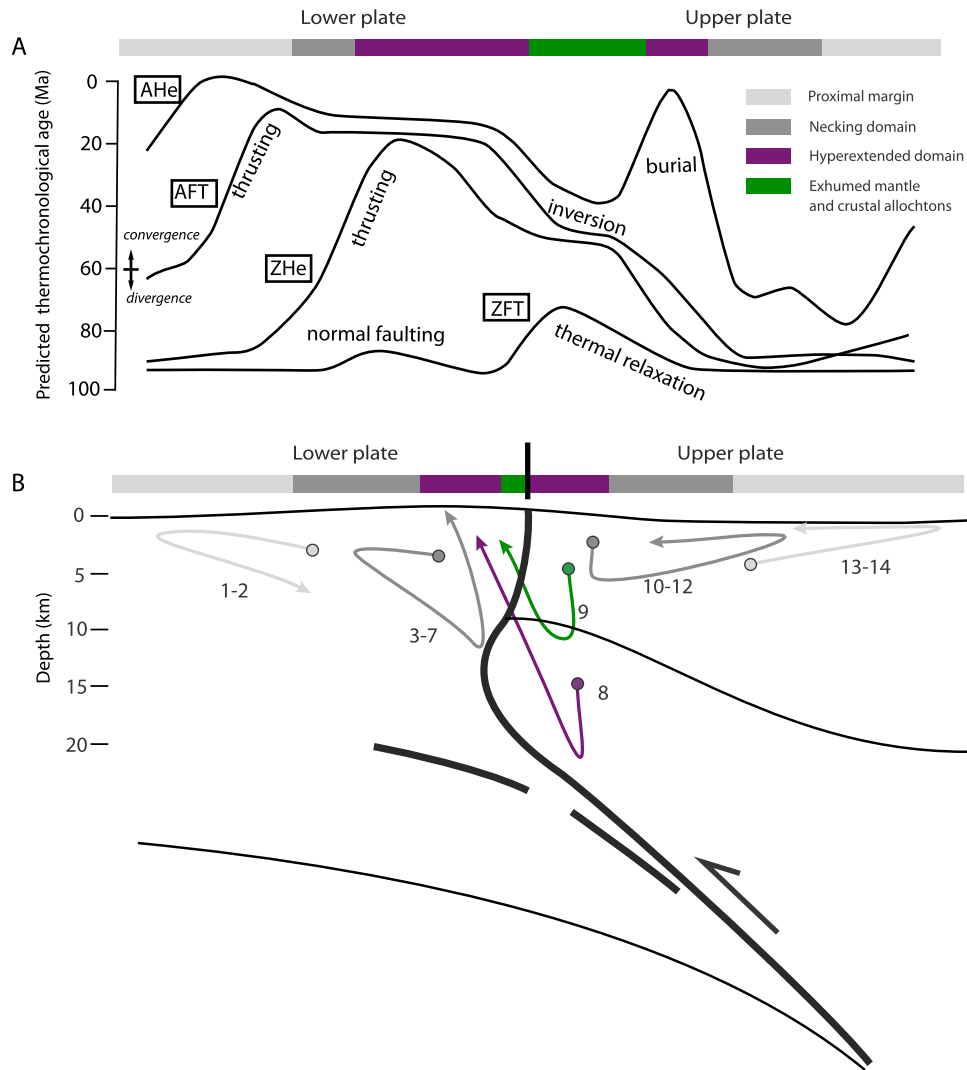 Lower plate
Upper plate
A
Predicted thermochronological age (Ma)
0
20
40
60
80
100
AHe
AFT
ZHe
ZFT
convergence
divergence
thrusting
thrusting
normal faulting
inversion
thermal relaxation
burial
Proximal margin
Necking domain
Hyperextended domain
Exhumed mantle
and crustal allochtons
Lower plate
Upper plate
B
Depth (km)
0
5
10
15
20
1-2
3-7
9
8
10-12
13-14